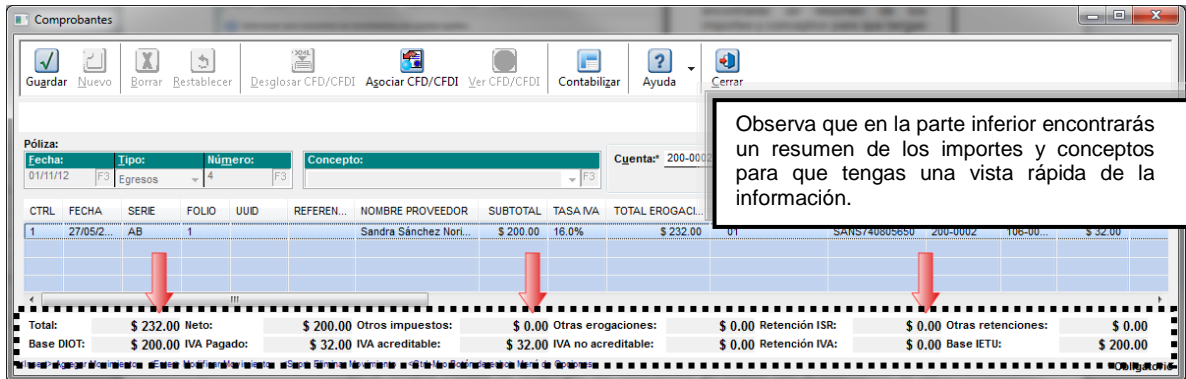 Comprobantes
Guardar Nuevo Borrar Restablecer Desglosar CFD/CFDI Asociar CFD/CFDI Ver CFD/CFDI Contabilizar Ayuda Cerrar
Observa que en la parte inferior encontrarás
un resumen de los importes y conceptos
para que tengas una vista rápida de la
información.
Póliza:
Fecha: Tipo: Número: Concepto: Cuenta:* 200-0002
01/11/12 F3 Egresos 4 F3 F3
CTRL FECHA SERIE FOLIO UUID REFEREN... NOMBRE PROVEEDOR SUBTOTAL TASA IVA TOTAL EROGACI...
1 27/05/2... AB 1 Sandra Sánchez Nori... $ 200.00 16.0% $ 232.00 01 SANS740805650 200-0002 106-00... $ 32.00
Total: $ 232.00 Neto: $ 200.00 Otros impuestos: $ 0.00 Otras erogaciones: $ 0.00 Retención ISR: $ 0.00 Otras retenciones: $ 0.00
Base DIOT: $ 200.00 IVA Pagado: $ 32.00 IVA acreditable: $ 32.00 IVA no acreditable: $ 0.00 Retención IVA: $ 0.00 Base IETU: $ 200.00